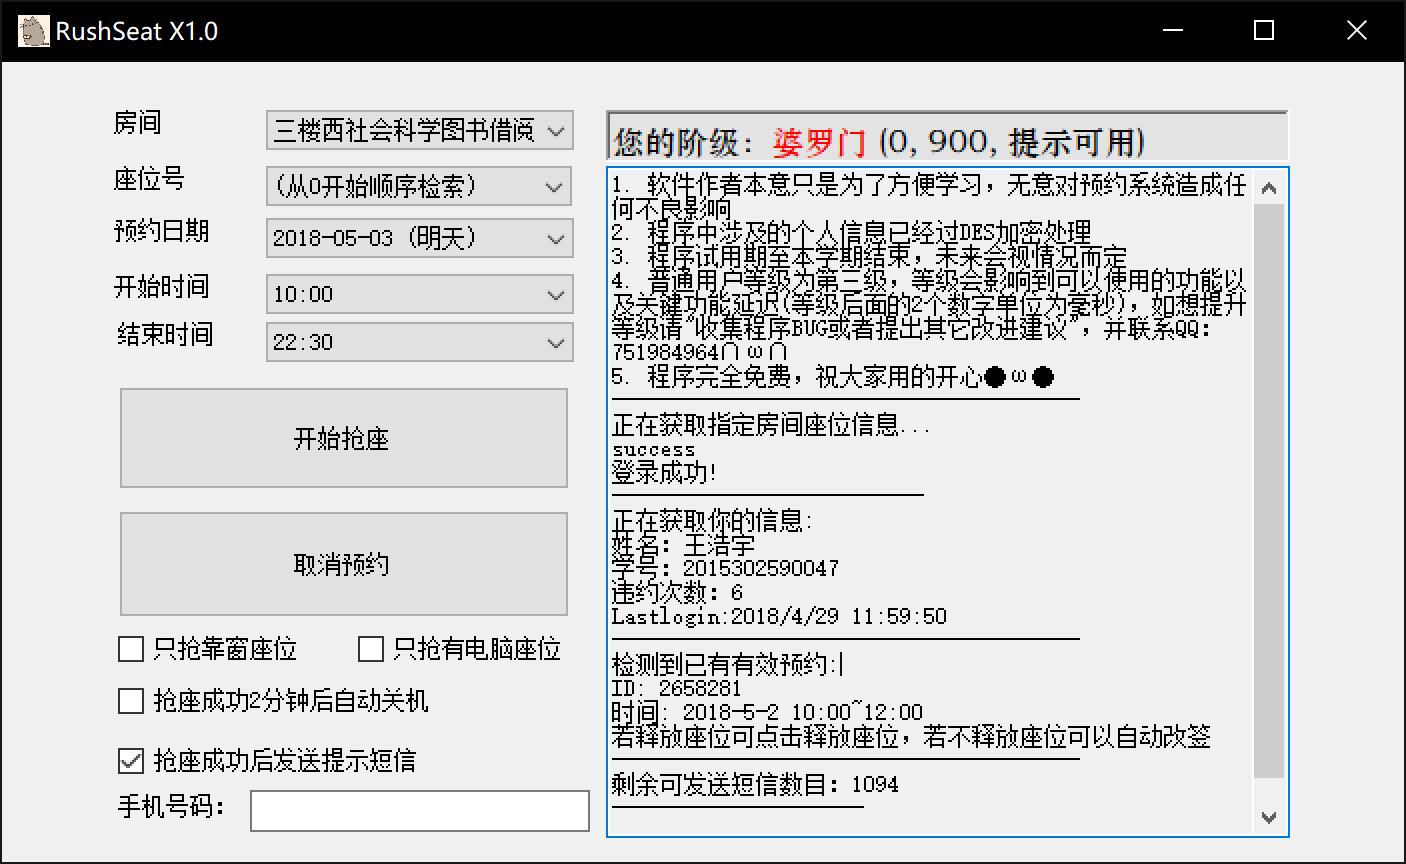 RushSeat X1.0
房间
三楼西社会科学图书借阅
座位号
(从0开始顺序检索)
预约日期
2018-05-03 (明天)
开始时间
10:00
结束时间
22:30
开始抢座
取消预约
只抢靠窗座位
只抢有电脑座位
抢座成功2分钟后自动关机
抢座成功后发送提示短信
手机号码:
您的阶级: 婆罗门 (0, 900, 提示可用)
1. 软件作者本意只是为了方便学习，无意对预约系统造成任
何不良影响
2. 程序中涉及的个人信息已经过DES加密处理
3. 程序试用期至本学期结束，未来会视情况而定
4. 普通用户等级为第三级，等级会影响到可以使用的功能以
及关键功能延迟(等级后面的2个数字单位为毫秒)，如想提升
等级请"收集程序BUG或者提出其它改进建议"，并联系QQ:
751984964∩ω∩
5. 程序完全免费，祝大家用的开心●ω●
正在获取指定房间座位信息...
success
登录成功!
正在获取你的信息:
姓名: 王浩宇
学号: 2015302590047
违约次数: 6
Lastlogin:2018/4/29 11:59:50
检测到已有有效预约:
ID: 2658281
时间: 2018-5-2 10:00~12:00
若释放座位可点击释放座位，若不释放座位可以自动改签
剩余可发送短信数目: 1094